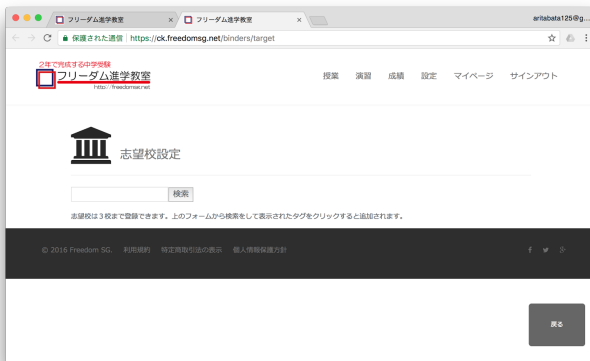 フリーダム進学教室
フリーダム進学教室
aritabata125@g...
保護された通信 https://ck.freedomsg.net/binders/target
2年で完成する中学受験
フリーダム進学教室
http://freedomsg.net
授業 演習 成績 設定 マイページ サインアウト
志望校設定
検索
志望校は3校まで登録できます。上のフォームから検索をして表示されたタグをクリックすると追加されます。
© 2016 Freedom SG. 利用規約 特定商取引法の表示 個人情報保護方針
戻る